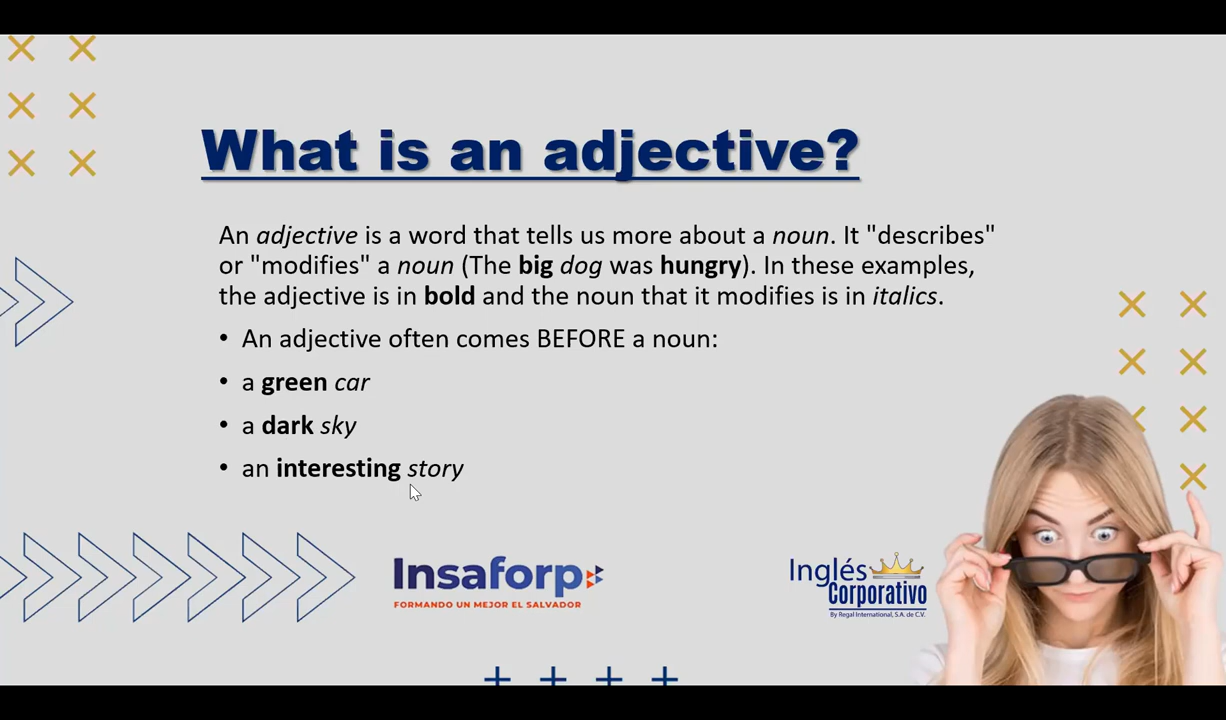 What is an adjective?
An adjective is a word that tells us more about a noun. It "describes"
or "modifies" a noun (The big dog was hungry). In these examples,
the adjective is in bold and the noun that it modifies is in italics.
• An adjective often comes BEFORE a noun:
• a green car
• a dark sky
• an interesting story
Insaforp
FORMANDO UN MEJOR EL SALVADOR
Inglés
Corporativo
By Regal International, S.A. de C.V.